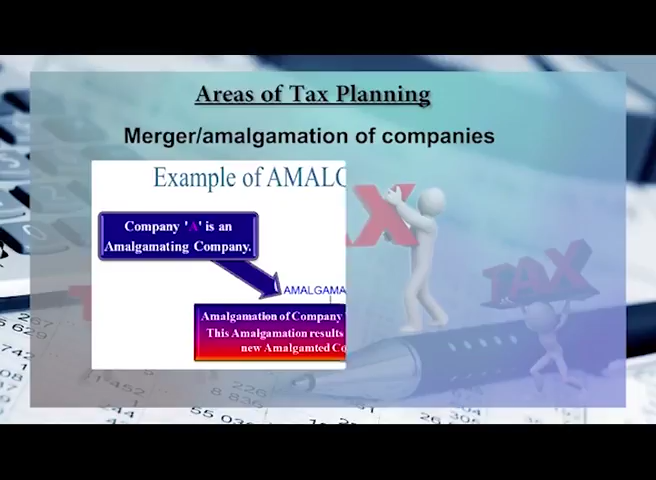 Areas of Tax Planning
Merger/amalgamation of companies
Example of AMALG
Company 'A' is an
Amalgamating Company.
AMALGAMA
Amalgamation of Company
This Amalgamation results
new Amalgamted Co
TAX